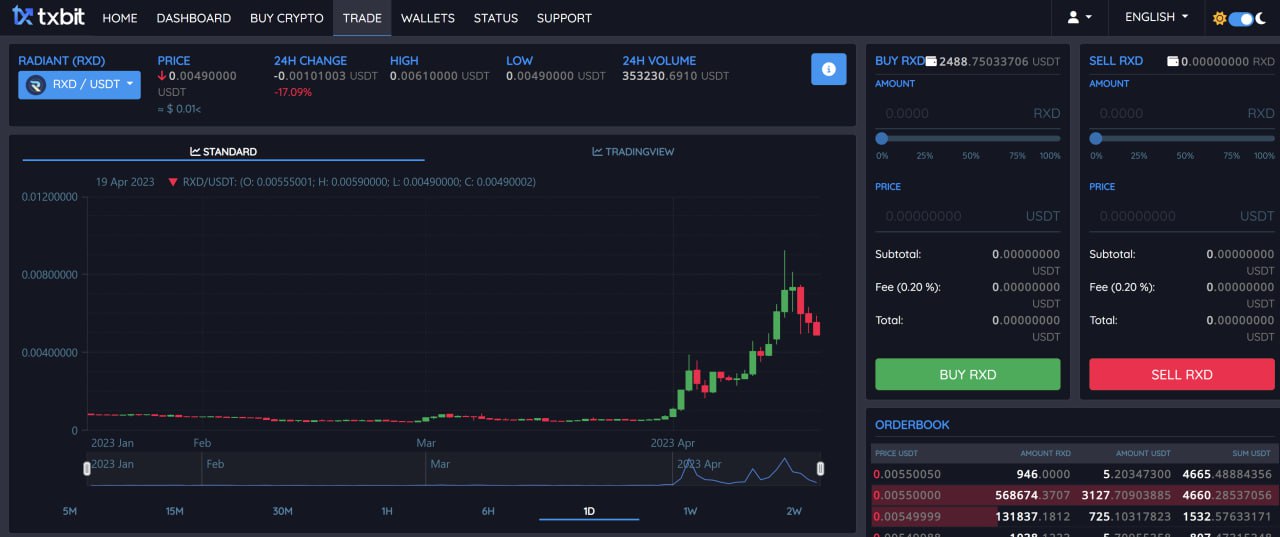 txbit HOME DASHBOARD BUY CRYPTO TRADE WALLETS STATUS SUPPORT ENGLISH
RADIANT (RXD)
RXD / USDT
PRICE
0.00490000
USDT
≈ $ 0.01<
24H CHANGE
-0.00101003 USDT
-17.09%
HIGH
0.00610000 USDT
LOW
0.00490000 USDT
24H VOLUME
353230.6910 USDT
STANDARD
TRADINGVIEW
19 Apr 2023 RXD/USDT: (O: 0.00555001; H: 0.00590000; L: 0.00490000; C: 0.00490002)
0.01200000
0.00800000
0.00400000
0
2023 Jan Feb Mar 2023 Apr
2023 Jan Feb Mar 2023 Apr
5M 15M 30M 1H 6H 1D 1W 2W
BUY RXD 2488.75033706 USDT
AMOUNT
0.0000 RXD
0% 25% 50% 75% 100%
PRICE
0.00000000 USDT
Subtotal: 0.00000000
USDT
Fee (0.20 %): 0.00000000
USDT
Total: 0.00000000
USDT
BUY RXD
SELL RXD 0.00000000 RXD
AMOUNT
0.0000 RXD
0% 25% 50% 75% 100%
PRICE
0.00000000 USDT
Subtotal: 0.00000000
USDT
Fee (0.20 %): 0.00000000
USDT
Total: 0.00000000
USDT
SELL RXD
ORDERBOOK
PRICE USDT AMOUNT RXD AMOUNT USDT SUM USDT
0.00550050 946.0000 5.20347300 4665.48884356
0.00550000 568674.3707 3127.70903885 4660.28537056
0.00549999 131837.1812 725.10317823 1532.57633171